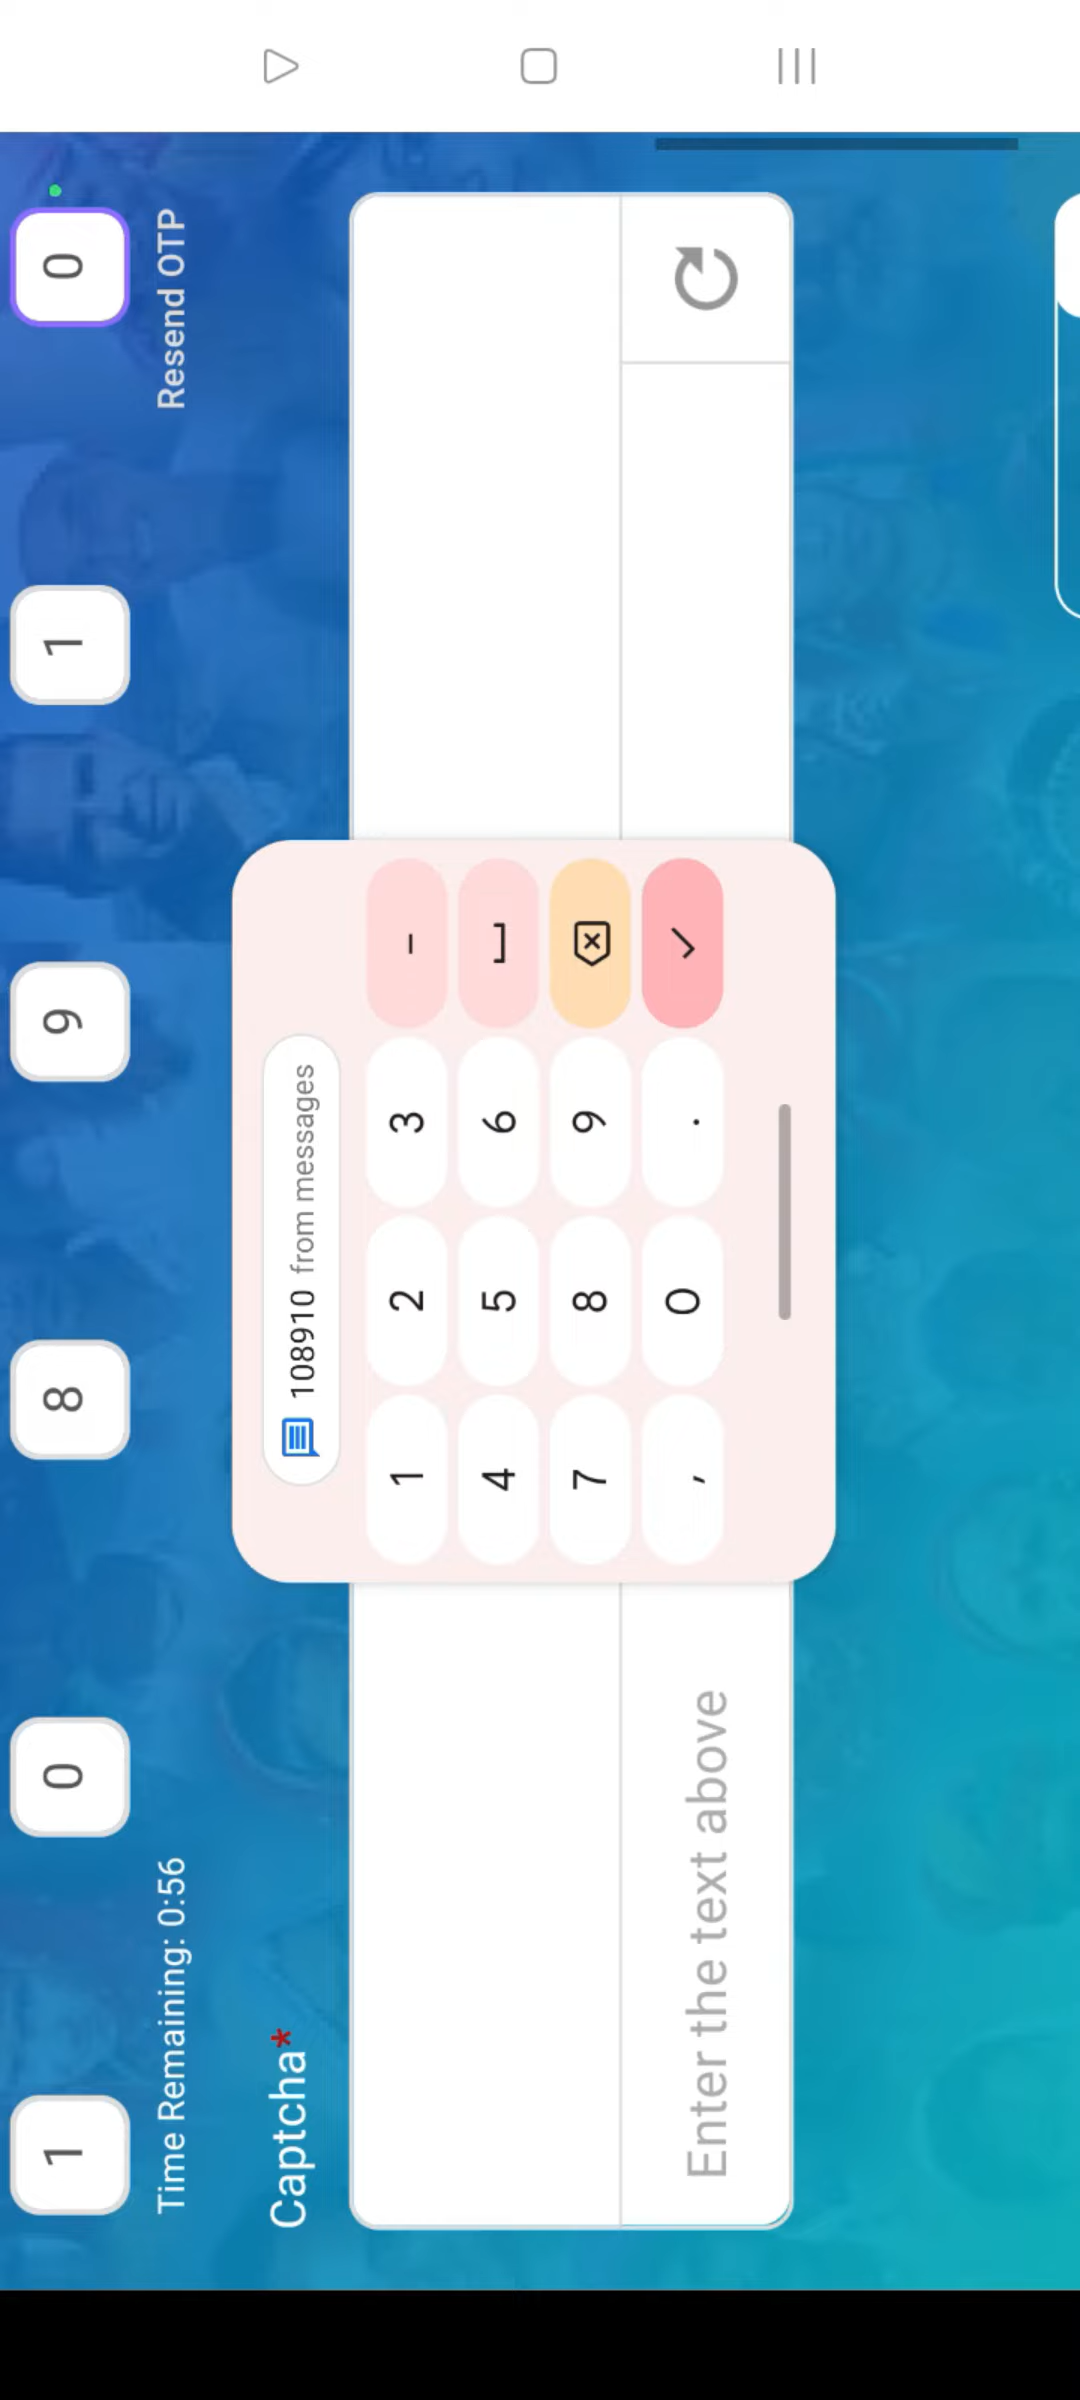 1 0 8 9 1 0
Time Remaining: 0:56 Resend OTP
Captcha*
108910 from messages
1 2 3 -
4 5 6
7 8 9
, 0 .
Enter the text above